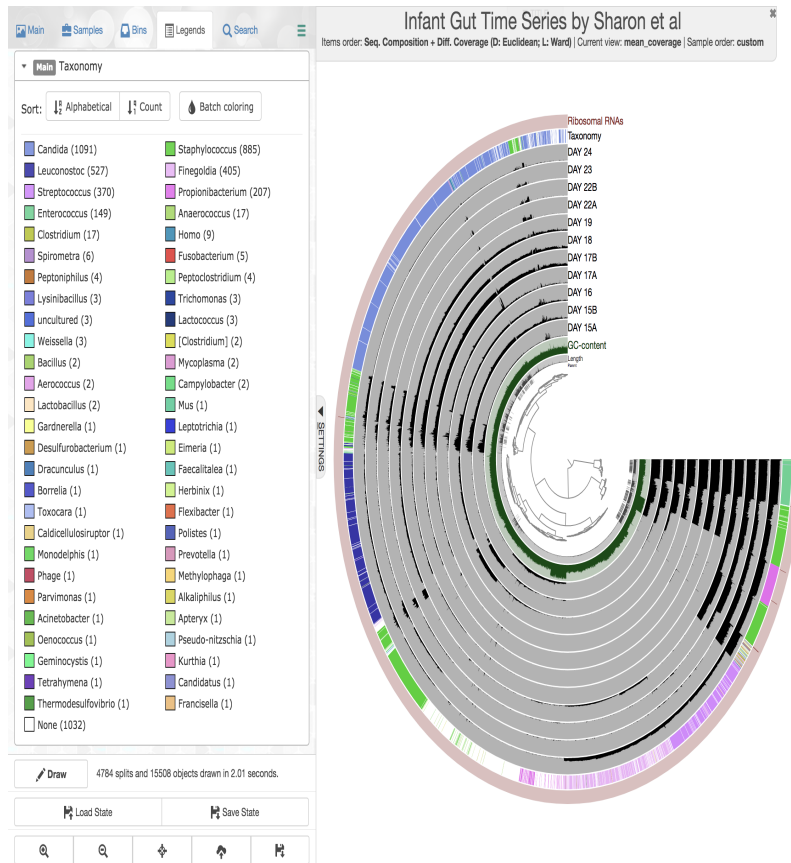 Main
Samples
Bins
Legends
Search
Infant Gut Time Series by Sharon et al
Items order: Seq. Composition + Diff. Coverage (D: Euclidean; L: Ward) | Current view: mean_coverage | Sample order: custom
Main Taxonomy
Sort: Alphabetical Count Batch coloring
Candida (1091)
Staphylococcus (885)
Leuconostoc (527)
Finegoldia (405)
Streptococcus (370)
Propionibacterium (207)
Enterococcus (149)
Anaerococcus (17)
Clostridium (17)
Homo (9)
Spirometra (6)
Fusobacterium (5)
Peptoniphilus (4)
Peptoclostridium (4)
Lysinibacillus (3)
Trichomonas (3)
uncultured (3)
Lactococcus (3)
Weissella (3)
[Clostridium] (2)
Bacillus (2)
Mycoplasma (2)
Aerococcus (2)
Campylobacter (2)
Lactobacillus (2)
Mus (1)
Gardnerella (1)
Leptotrichia (1)
Desulfurobacterium (1)
Eimeria (1)
Dracunculus (1)
Faecalitalea (1)
Borrelia (1)
Herbinix (1)
Toxocara (1)
Flexibacter (1)
Caldicellulosiruptor (1)
Polistes (1)
Monodelphis (1)
Prevotella (1)
Phage (1)
Methylophaga (1)
Parvimonas (1)
Alkaliphilus (1)
Acinetobacter (1)
Apteryx (1)
Oenococcus (1)
Pseudo-nitzschia (1)
Geminocystis (1)
Kurthia (1)
Tetrahymena (1)
Candidatus (1)
Thermodesulfovibrio (1)
Francisella (1)
None (1032)
Draw
4784 splits and 15508 objects drawn in 2.01 seconds.
Load State
Save State
SETTINGS
Ribosomal RNAs
Taxonomy
DAY 24
DAY 23
DAY 22B
DAY 22A
DAY 19
DAY 18
DAY 17B
DAY 17A
DAY 16
DAY 15B
DAY 15A
GC-content
Length
Parent